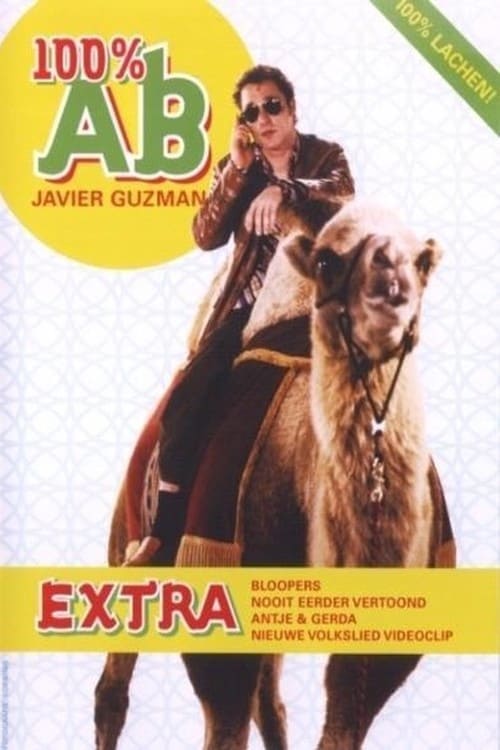 100%
AB
JAVIER GUZMAN
100% LACHEN!
EXTRA
BLOOPERS
NOOIT EERDER VERTOOND
ANTJE & GERDA
NIEUWE VOLKSLIED VIDEOCLIP